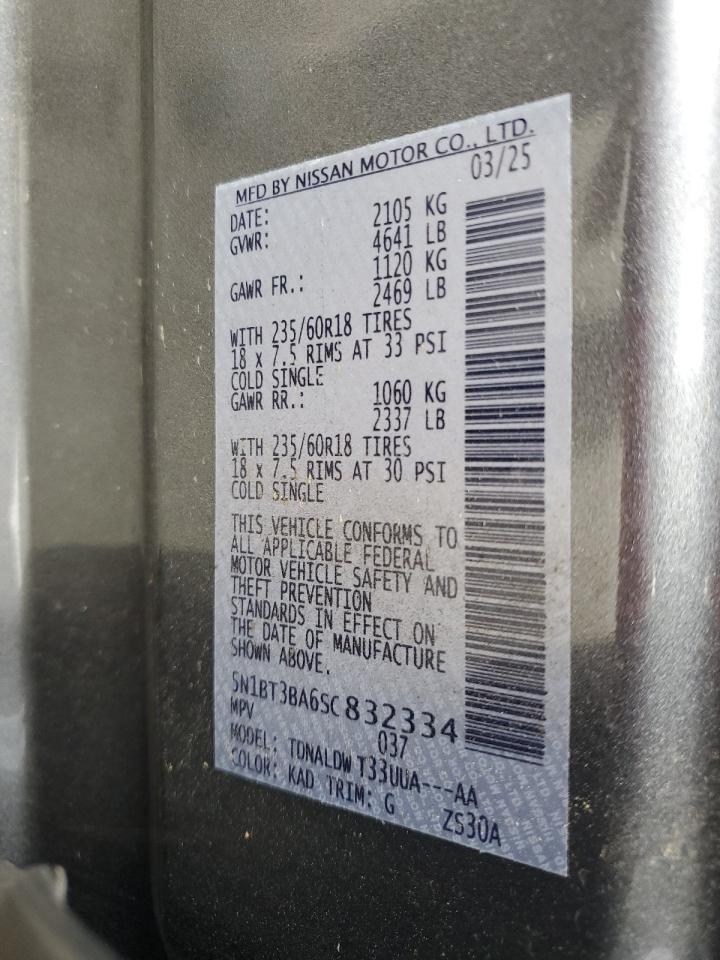 MFD BY NISSAN MOTOR CO., LTD.
DATE: 03/25
GVWR: 2105 KG
4641 LB
GAWR FR.: 1120 KG
2469 LB
WITH 235/60R18 TIRES
18 x 7.5 RIMS AT 33 PSI
COLD SINGLE
GAWR RR.: 1060 KG
2337 LB
WITH 235/60R18 TIRES
18 x 7.5 RIMS AT 30 PSI
COLD SINGLE
THIS VEHICLE CONFORMS TO
ALL APPLICABLE FEDERAL
MOTOR VEHICLE SAFETY AND
THEFT PREVENTION
STANDARDS IN EFFECT ON
THE DATE OF MANUFACTURE
SHOWN ABOVE.
5N1BT3BA6SC832334
MPV 037
MODEL: TDNALDW T33UUA---AA
COLOR: KAD TRIM: G ZS30A